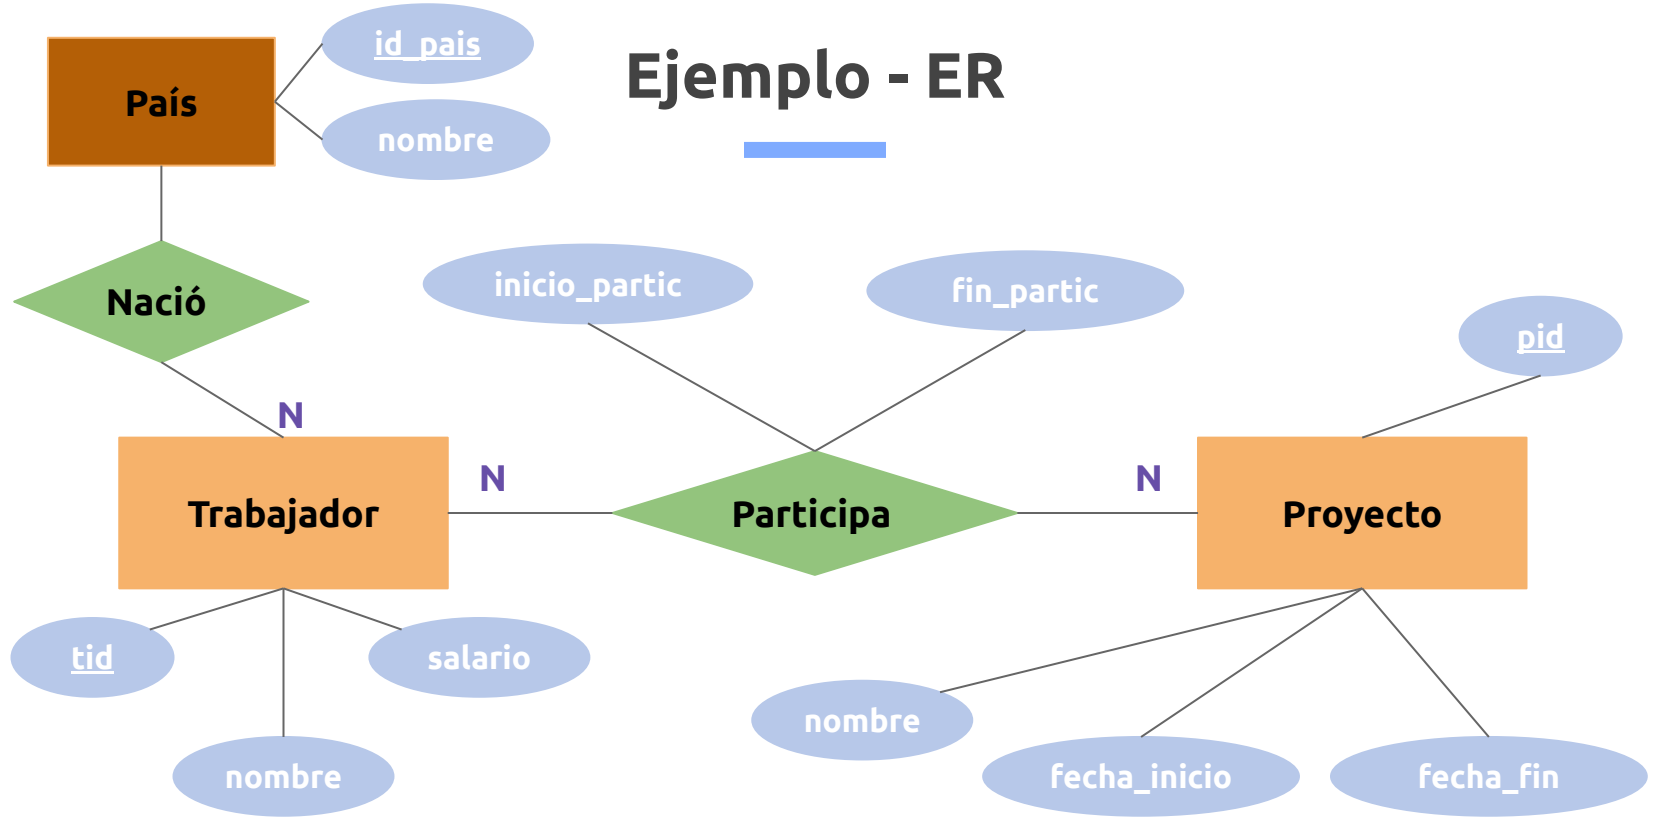 id_pais
Ejemplo - ER
País
nombre
inicio_partic
fin_partic
Nació
pid
N
N
N
Trabajador
Participa
Proyecto
tid
salario
nombre
nombre
fecha_inicio
fecha_fin